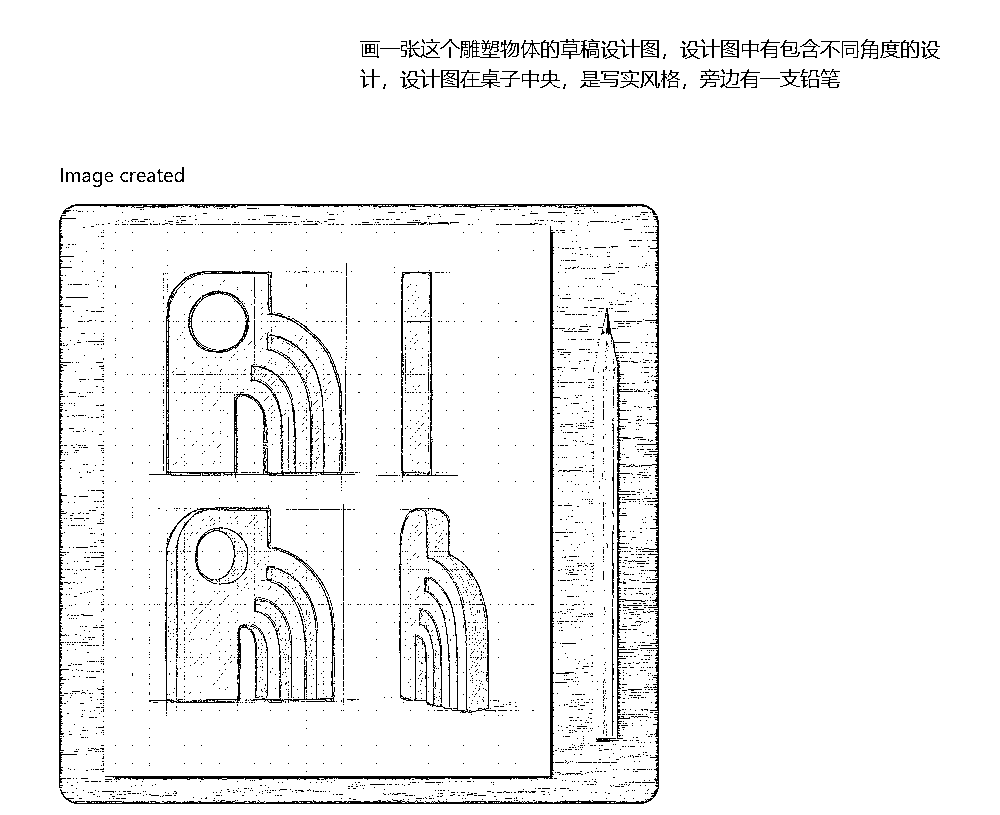 画一张这个雕塑物体的草稿设计图，设计图中有包含不同角度的设
计，设计图在桌子中央，是写实风格，旁边有一支铅笔
Image created